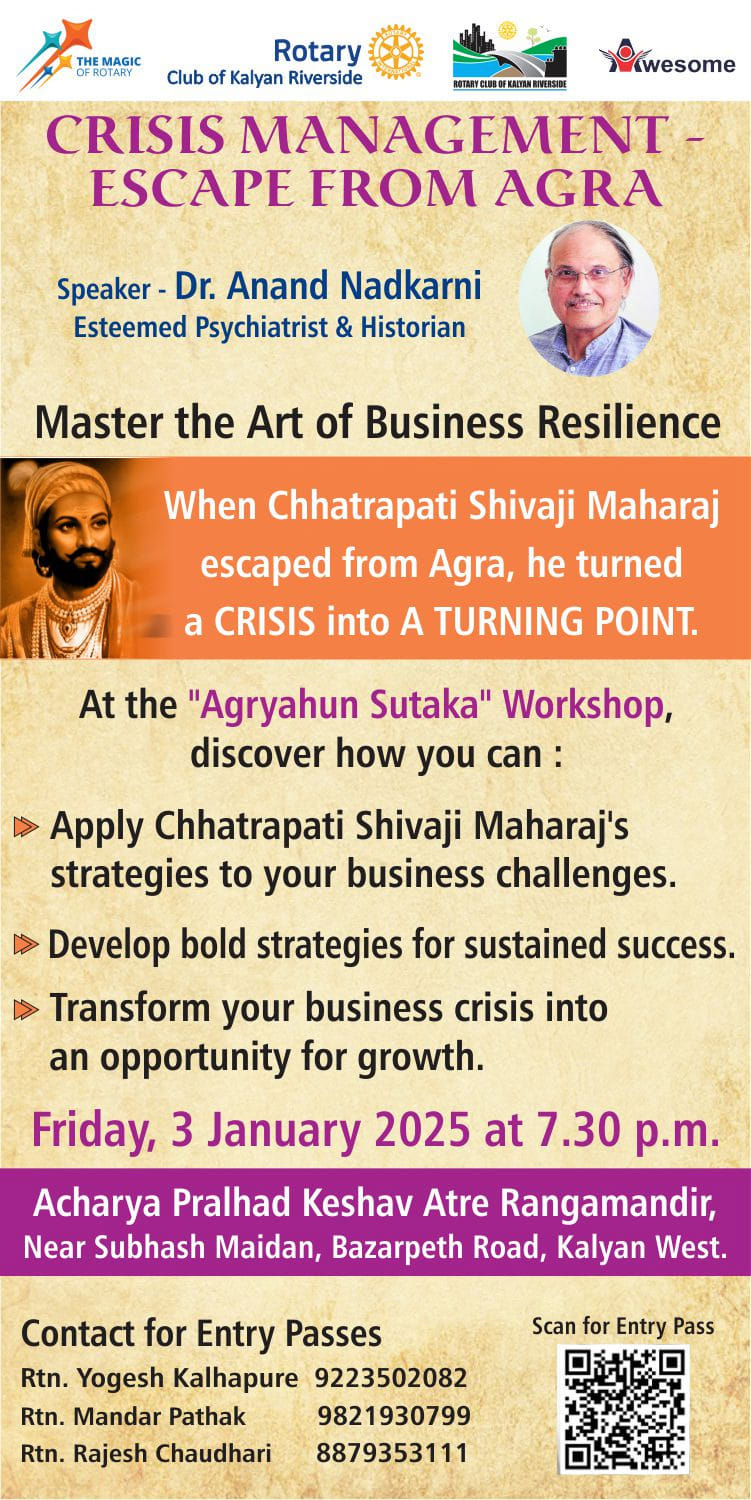 THE MAGIC
OF ROTARY
Rotary
Club of Kalyan Riverside
ROTARY CLUB OF KALYAN RIVERSIDE
Awesome
CRISIS MANAGEMENT -
ESCAPE FROM AGRA
Speaker - Dr. Anand Nadkarni
Esteemed Psychiatrist & Historian
Master the Art of Business Resilience
When Chhatrapati Shivaji Maharaj
escaped from Agra, he turned
a CRISIS into A TURNING POINT.
At the "Agryahun Sutaka" Workshop,
discover how you can :
Apply Chhatrapati Shivaji Maharaj's
strategies to your business challenges.
Develop bold strategies for sustained success.
Transform your business crisis into
an opportunity for growth.
Friday, 3 January 2025 at 7.30 p.m.
Acharya Pralhad Keshav Atre Rangamandir,
Near Subhash Maidan, Bazarpeth Road, Kalyan West.
Contact for Entry Passes
Rtn. Yogesh Kalhapure 9223502082
Rtn. Mandar Pathak 9821930799
Rtn. Rajesh Chaudhari 8879353111
Scan for Entry Pass